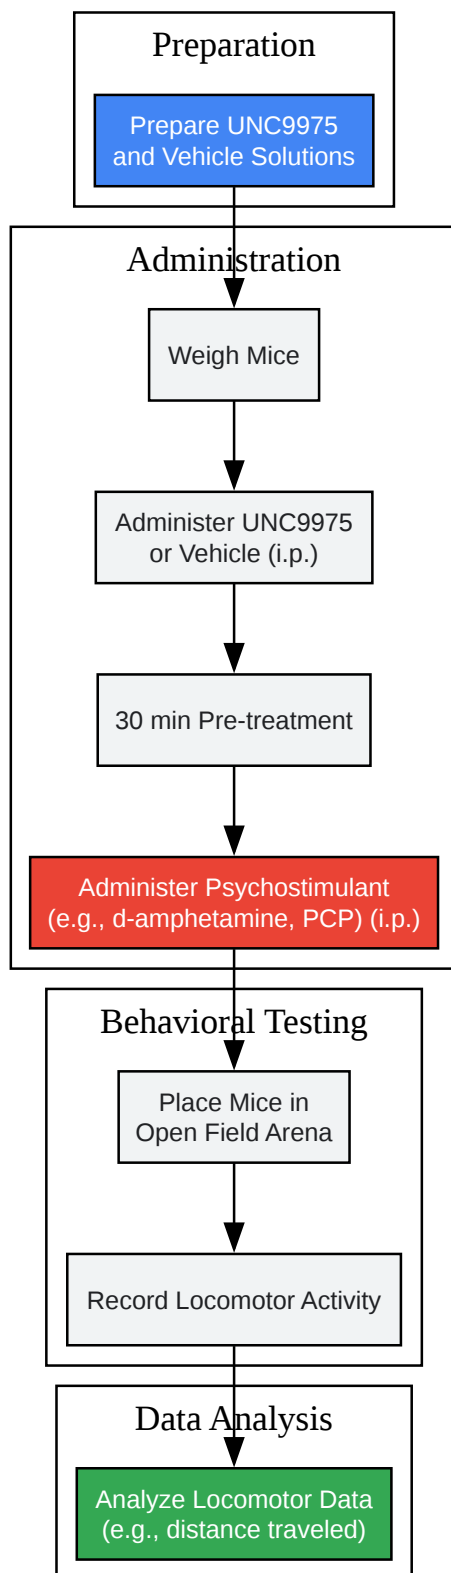 Preparation
Prepare UNC9975
and Vehicle Solutions
Administration
Weigh Mice
Administer UNC9975
or Vehicle (i.p.)
30 min Pre-treatment
Administer Psychostimulant
(e.g., d-amphetamine, PCP) (i.p.)
Behavioral Testing
Place Mice in
Open Field Arena
Record Locomotor Activity
Data Analysis
Analyze Locomotor Data
(e.g., distance traveled)